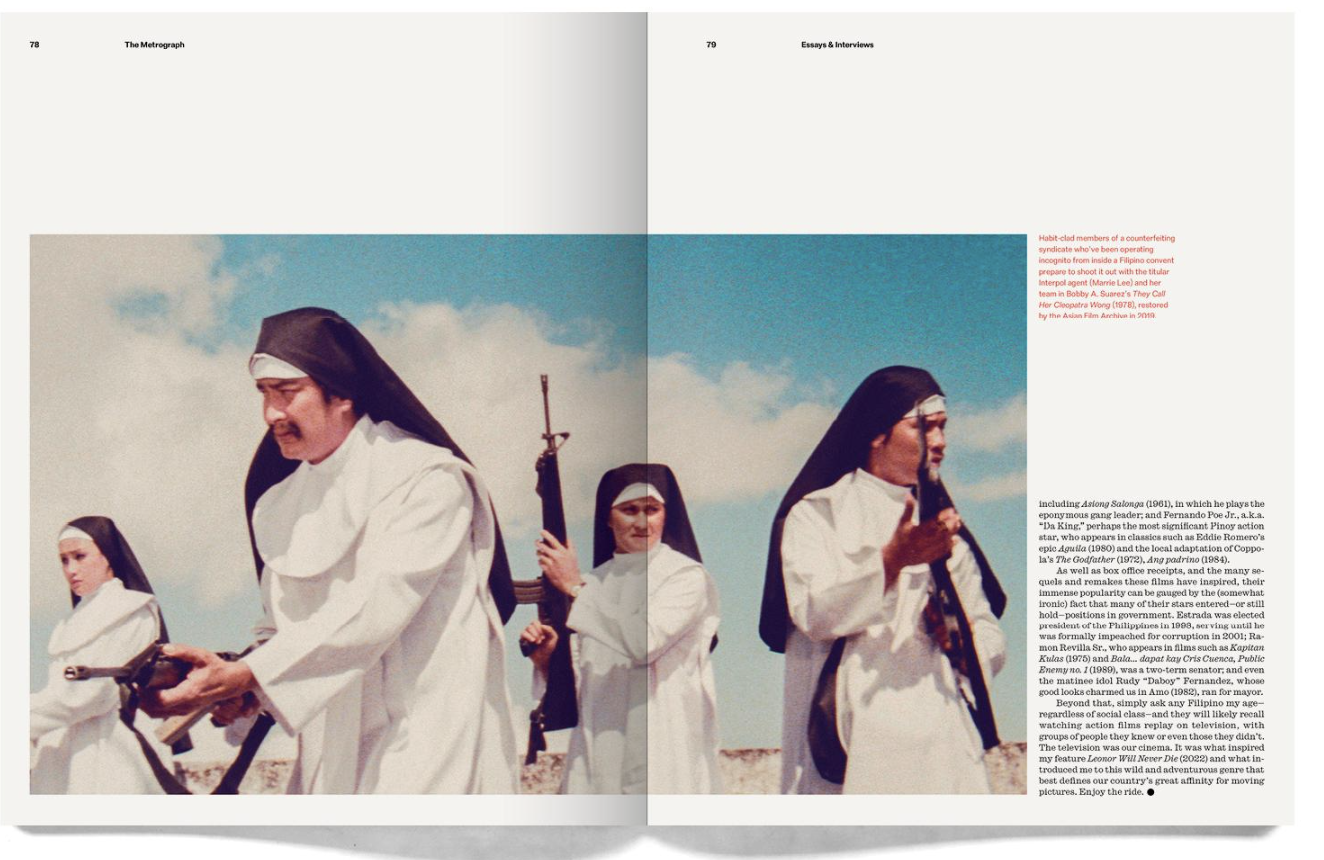 78
The Metrograph
79
Essays & Interviews
Habit-clad members of a counterfeiting
syndicate who've been operating
incognito from inside a Filipino convent
prepare to shoot it out with the titular
Interpol agent (Marrie Lee) and her
team in Bobby A. Suarez's They Call
Her Cleopatra Wong (1978), restored
by the Asian Film Archive in 2019.
including Asiong Salonga (1961), in which he plays the
eponymous gang leader; and Fernando Poe Jr., a.k.a.
“Da King,” perhaps the most significant Pinoy action
star, who appears in classics such as Eddie Romero's
epic Aguila (1980) and the local adaptation of Coppo-
la's The Godfather (1972), Ang padrino (1984).
As well as box office receipts, and the many se-
quels and remakes these films have inspired, their
immense popularity can be gauged by the (somewhat
ironic) fact that many of their stars entered—or still
hold—positions in government. Estrada was elected
president of the Philippines in 1998, serving until he
was formally impeached for corruption in 2001; Ra-
mon Revilla Sr., who appears in films such as Kapitan
Kulas (1975) and Bala... dapat kay Cris Cuenca, Public
Enemy no. 1 (1989), was a two-term senator; and even
the matinee idol Rudy “Daboy” Fernandez, whose
good looks charmed us in Amo (1982), ran for mayor.
Beyond that, simply ask any Filipino my age—
regardless of social class—and they will likely recall
watching action films replay on television, with
groups of people they knew or even those they didn't.
The television was our cinema. It was what inspired
my feature Leonor Will Never Die (2022) and what in-
troduced me to this wild and adventurous genre that
best defines our country's great affinity for moving
pictures. Enjoy the ride. ●